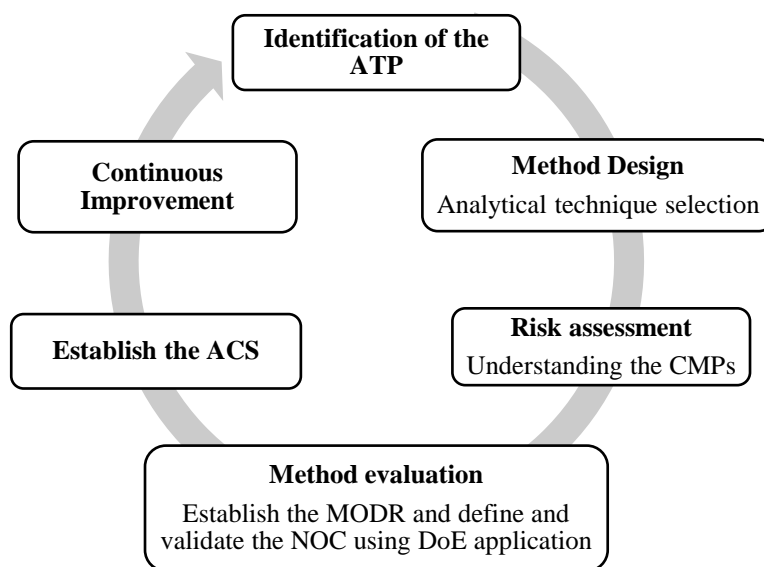 Identification of the
ATP
Method Design
Analytical technique selection
Risk assessment
Understanding the CMPs
Method evaluation
Establish the MODR and define and
validate the NOC using DoE application
Establish the ACS
Continuous
Improvement